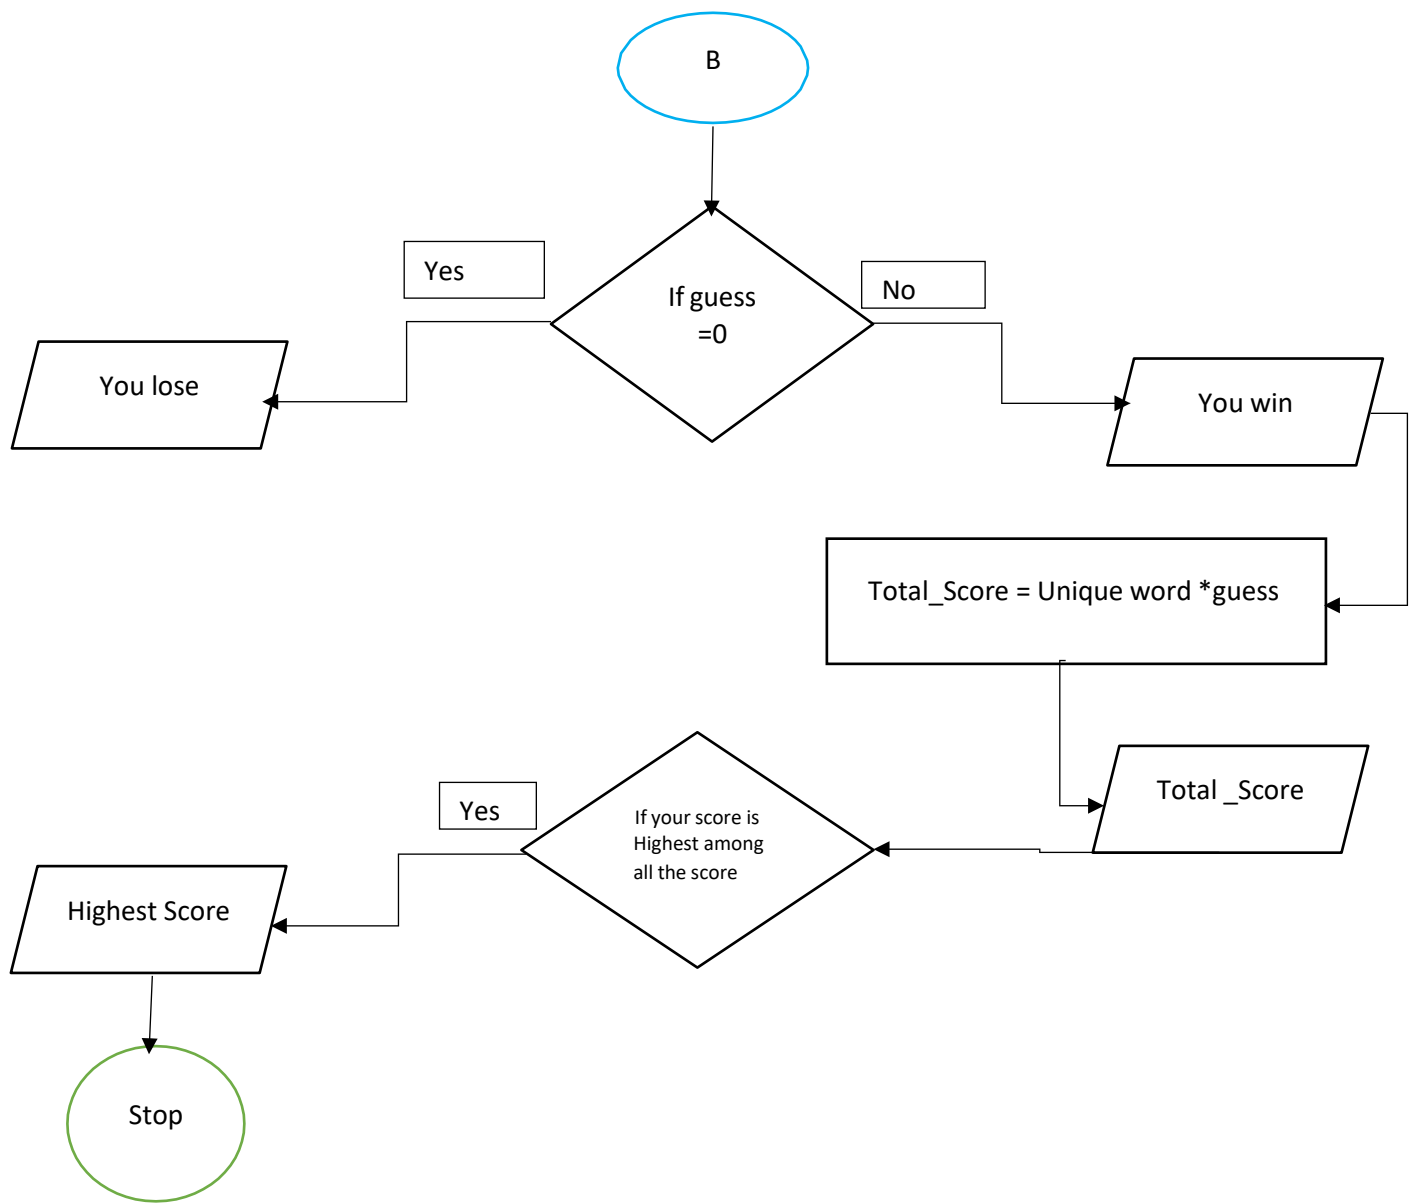 B
Yes
No
If guess
=0
You lose
You win
Total_Score = Unique word *guess
Total _Score
Yes
If your score is
Highest among
all the score
Highest Score
Stop